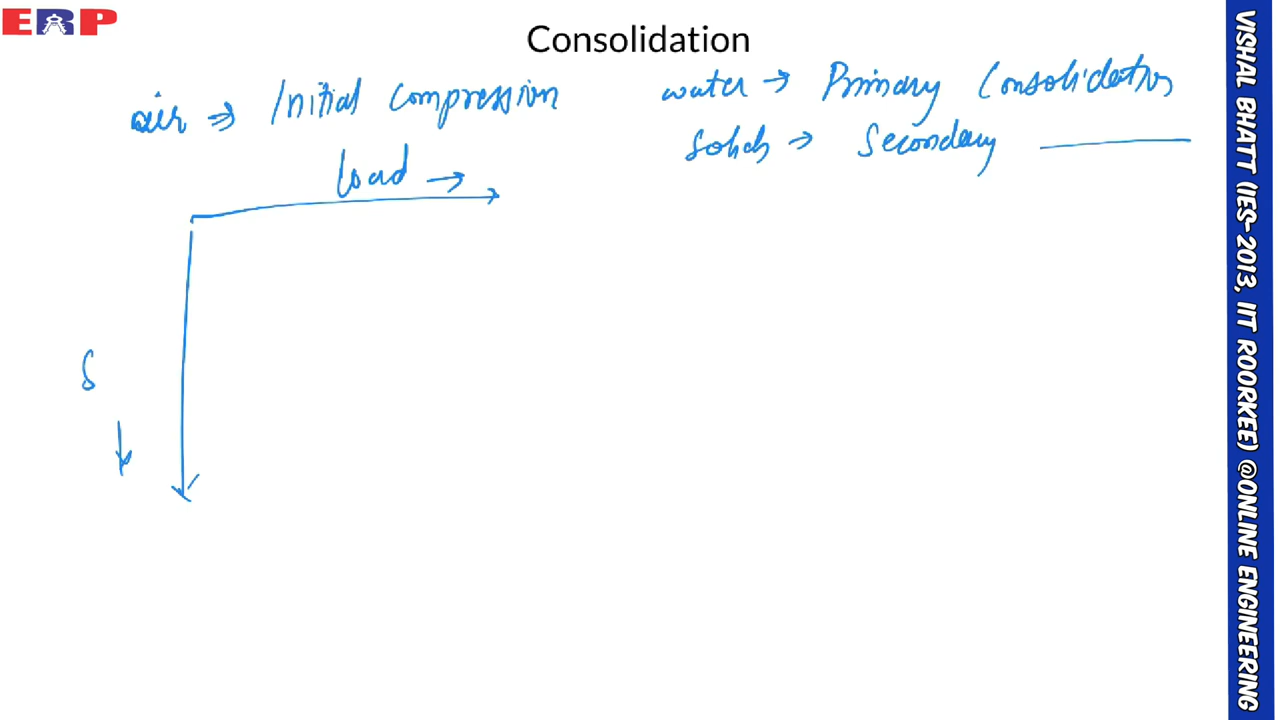 ERP
Consolidation
air ⇒ Initial compression
water → Primary Consolidation
solids → Secondary ———
load →
δ
VISHAL BHATT (IES-2013, IIT ROORKEE) @ONLINE ENGINEERING